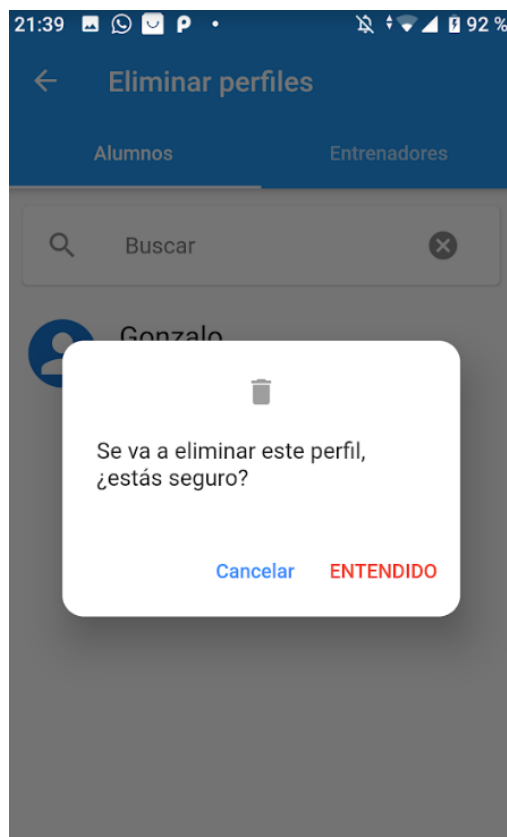 21:39 92 %
Eliminar perfiles
Alumnos Entrenadores
Buscar
Gonzalo
Se va a eliminar este perfil,
¿estás seguro?
Cancelar ENTENDIDO